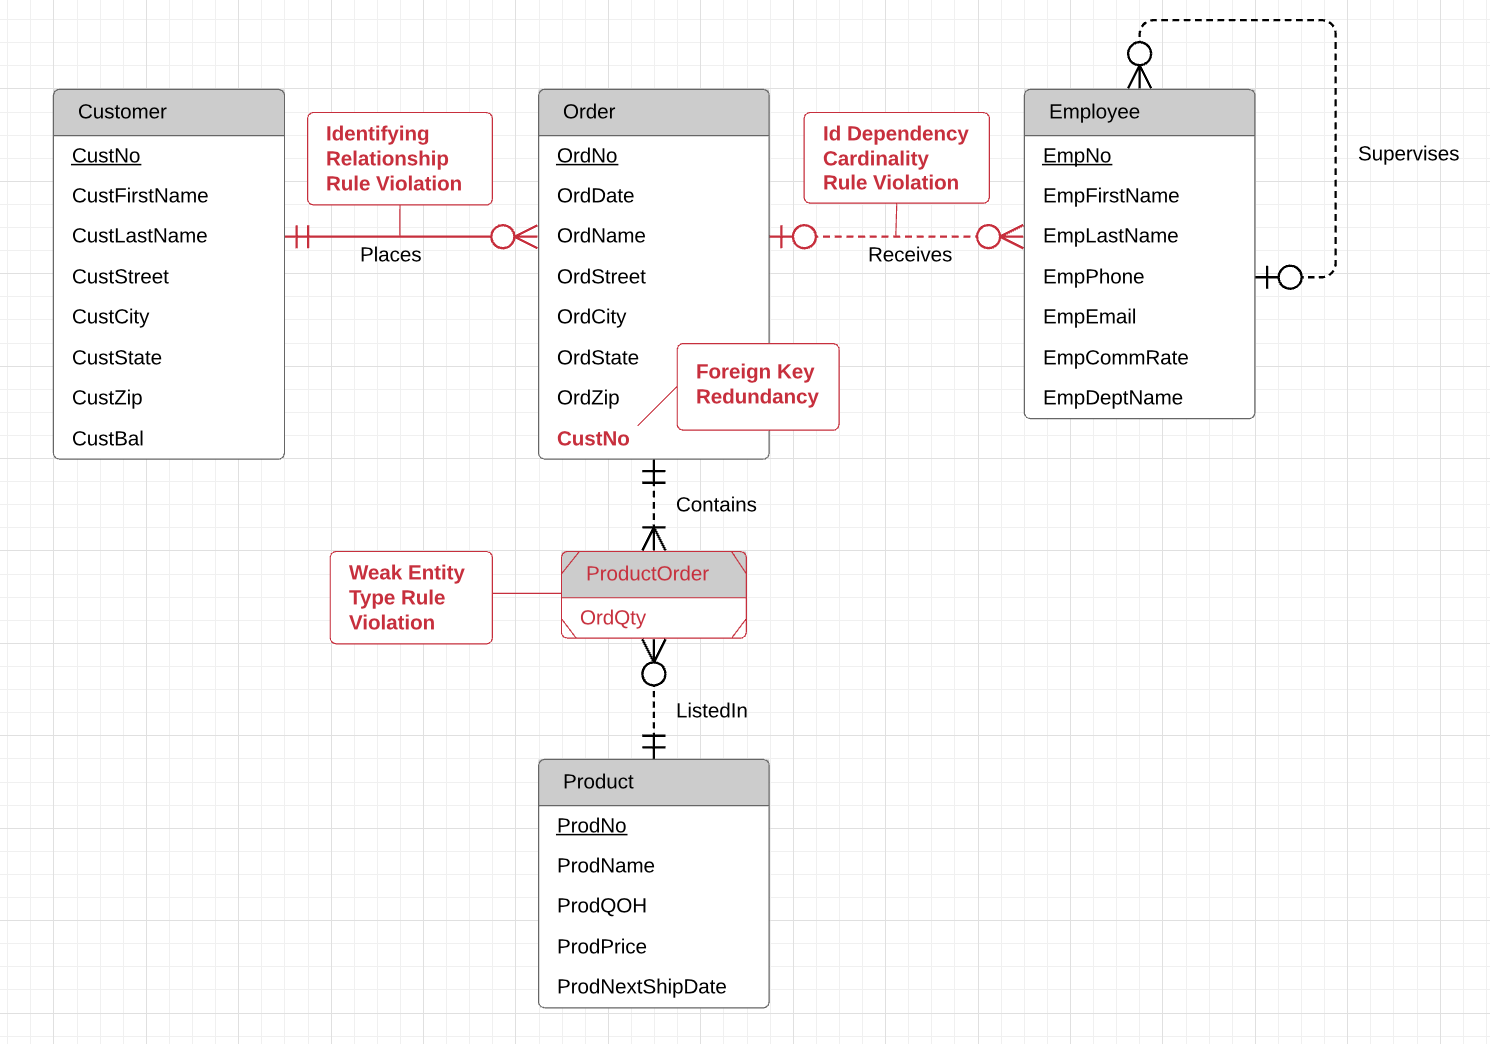 Customer
CustNo
CustFirstName
CustLastName
CustStreet
CustCity
CustState
CustZip
CustBal
Identifying
Relationship
Rule Violation
Places
Order
OrdNo
OrdDate
OrdName
OrdStreet
OrdCity
OrdState
OrdZip
CustNo
Foreign Key
Redundancy
Id Dependency
Cardinality
Rule Violation
Receives
Employee
EmpNo
EmpFirstName
EmpLastName
EmpPhone
EmpEmail
EmpCommRate
EmpDeptName
Supervises
Contains
Weak Entity
Type Rule
Violation
ProductOrder
OrdQty
ListedIn
Product
ProdNo
ProdName
ProdQOH
ProdPrice
ProdNextShipDate